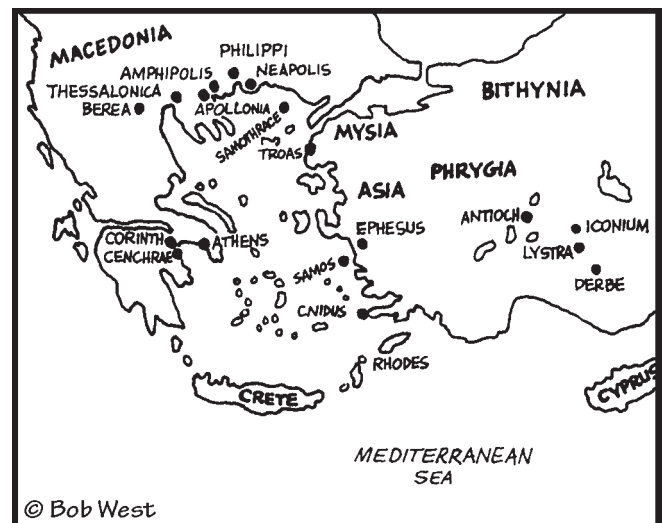 MACEDONIA
PHILIPPI
AMPHIPOLIS
NEAPOLIS
THESSALONICA
BEREA
APOLLONIA
SAMOTHRACE
TROAS
MYSIA
BITHYNIA
PHRYGIA
ASIA
ANTIOCH
ICONIUM
LYSTRA
DERBE
EPHESUS
CORINTH
ATHENS
CENCHRAE
SAMOS
CNIDUS
RHODES
CRETE
CYPRUS
MEDITERRANEAN
SEA
© Bob West